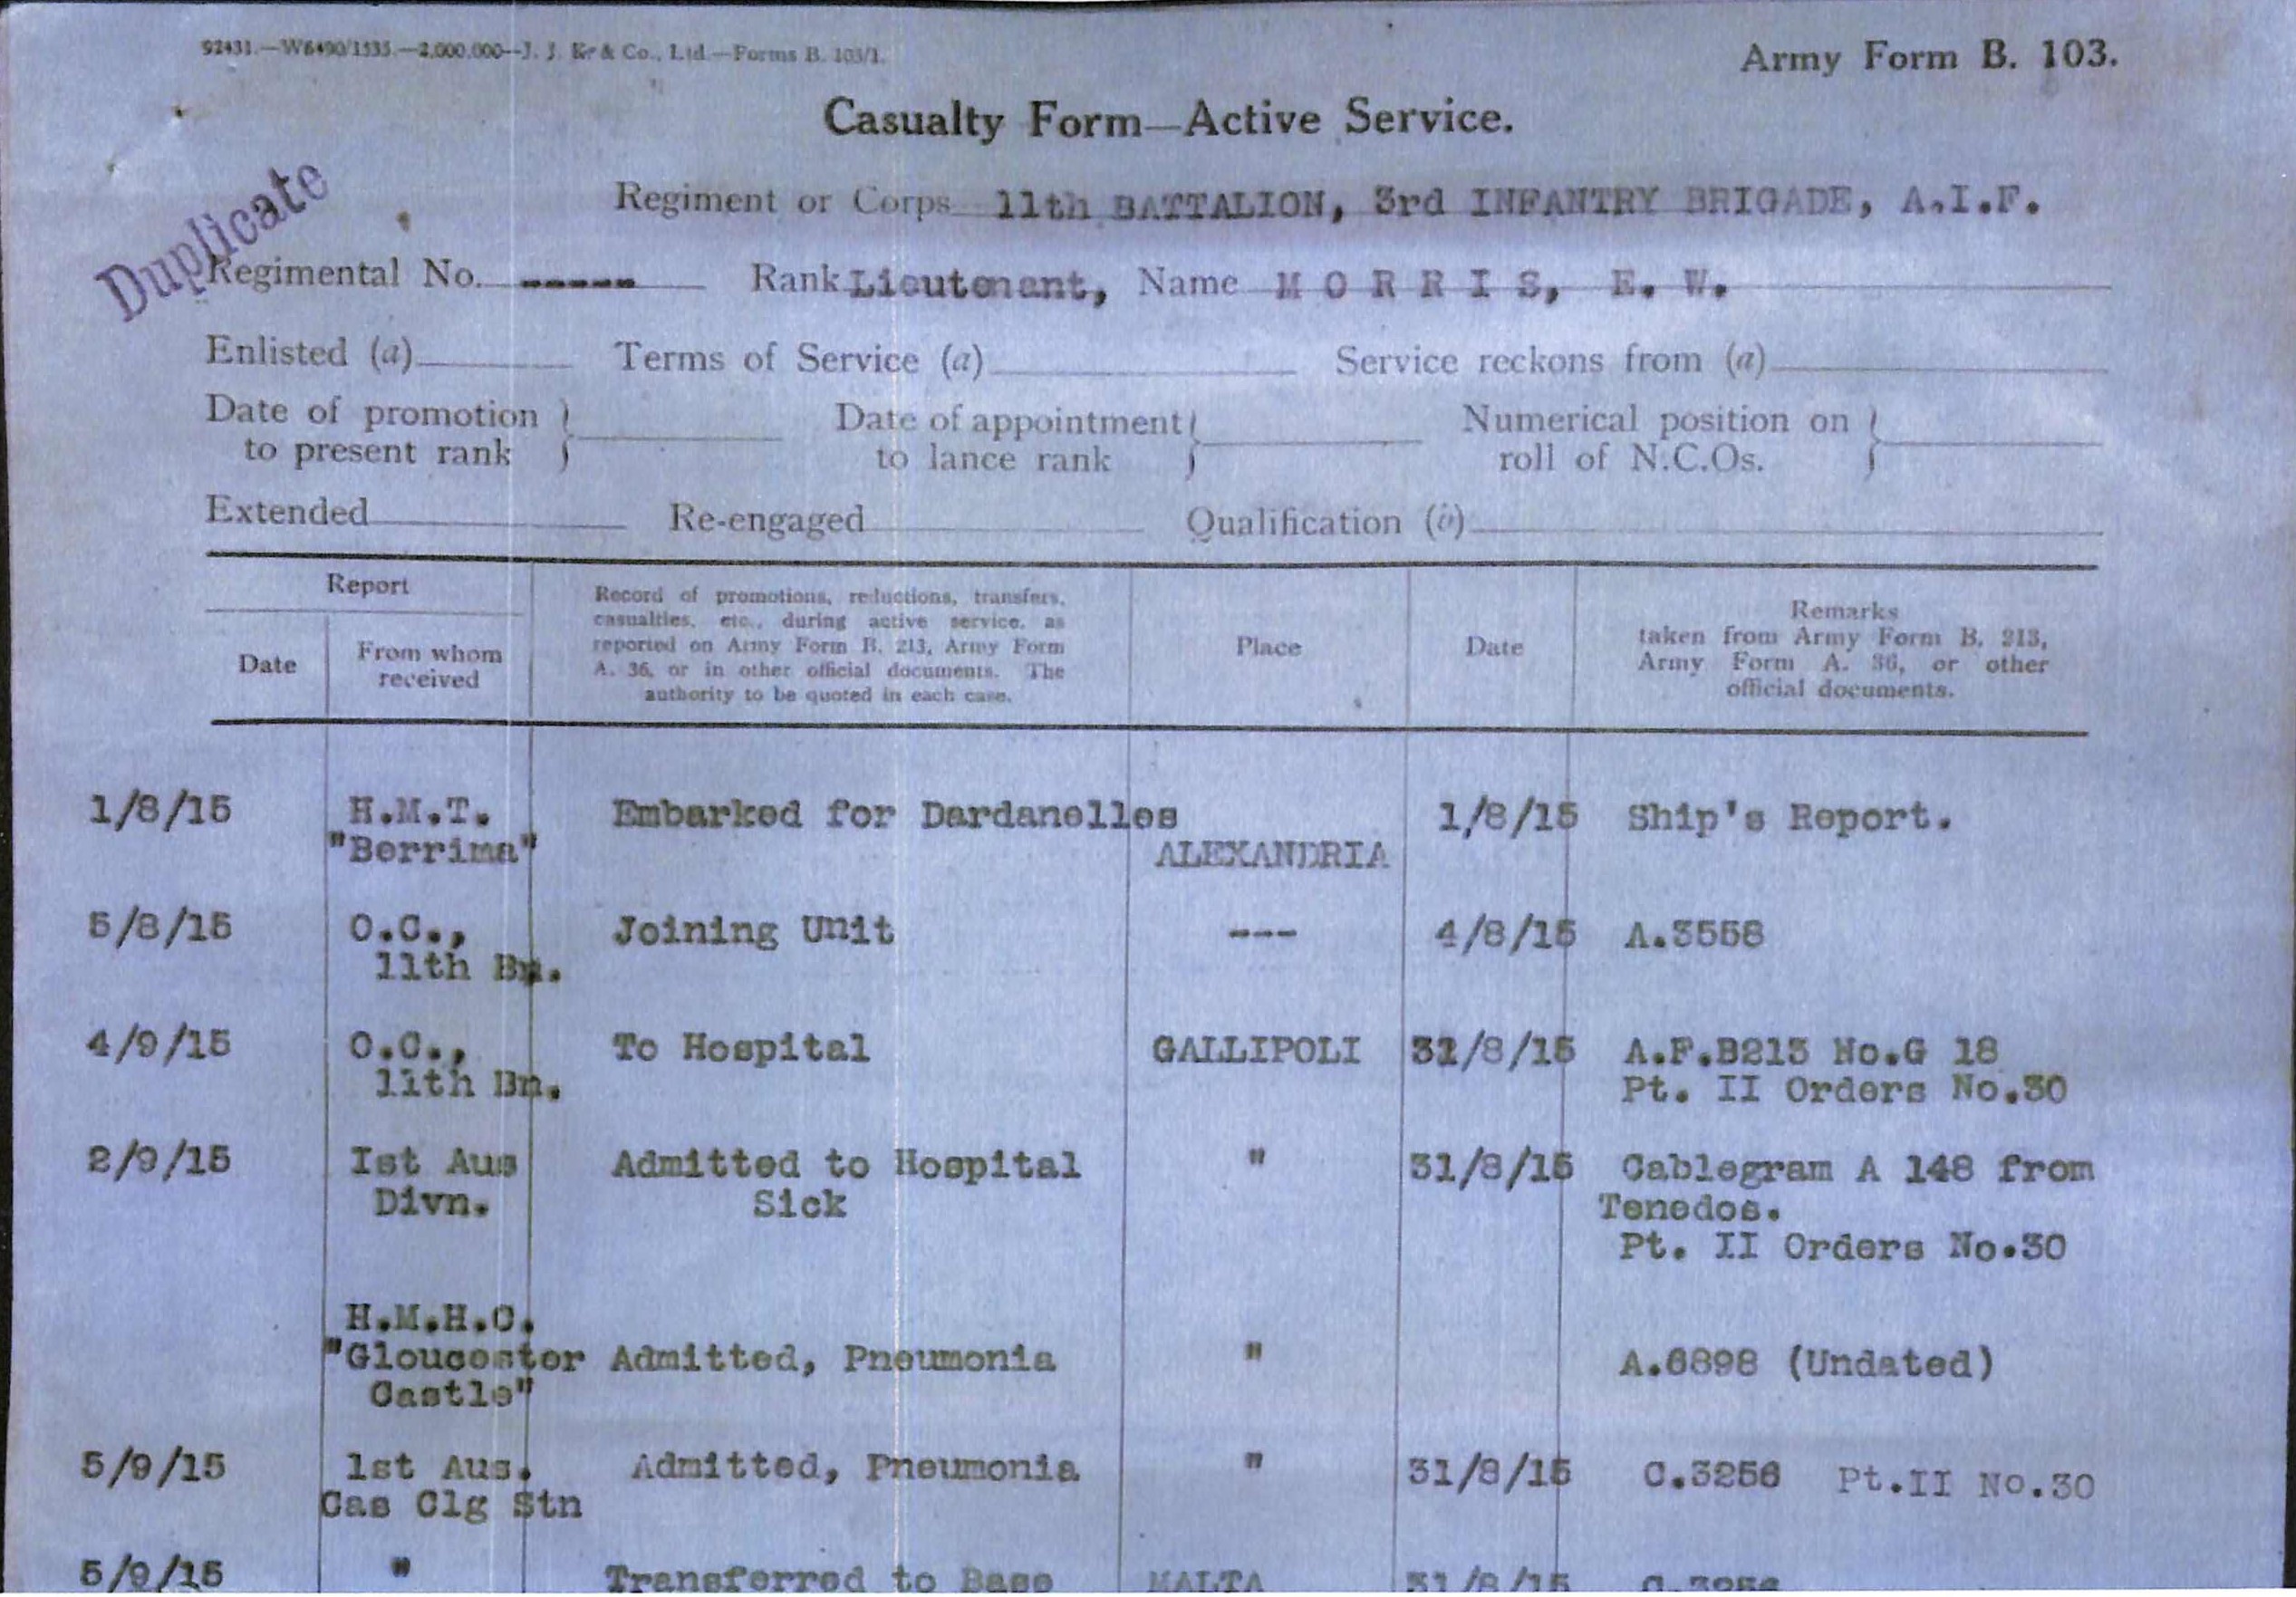 92431.—W6490/1535.—2,000,000--J. J. K. & Co., Ltd.—Forms B. 103/1.
Army Form B. 103.
Casualty Form—Active Service.
Duplicate
Regiment or Corps 11th BATTALION, 3rd INFANTRY BRIGADE, A.I.F.
Regimental No. ----- Rank Lieutenant, Name M O R R I S, E. W.
Enlisted (a) Terms of Service (a) Service reckons from (a)
Date of promotion to present rank } Date of appointment to lance rank } Numerical position on roll of N.C.Os. }
Extended Re-engaged Qualification (b)
Report
Date
From whom
received
Record of promotions, reductions, transfers,
casualties, etc., during active service, as
reported on Army Form B. 213, Army Form
A. 36, or in other official documents. The
authority to be quoted in each case.
Place
Date
Remarks
taken from Army Form B. 213,
Army Form A. 36, or other
official documents.
1/8/15 H.M.T. Embarked for Dardanelles 1/8/15 Ship's Report.
"Berrima" ALEXANDRIA
5/8/15 O.C., Joining Unit --- 4/8/15 A.3558
11th Bn.
4/9/15 O.C., To Hospital GALLIPOLI 31/8/15 A.F.B213 No.G 18
11th Bn. Pt. II Orders No.30
2/9/15 Ist Aus Admitted to Hospital " 31/8/15 Cablegram A 148 from
Divn. Sick Tenedos.
Pt. II Orders No.30
H.M.H.C.
"Gloucester Admitted, Pneumonia " A.6898 (Undated)
Castle"
5/9/15 1st Aus. Admitted, Pneumonia " 31/8/15 C.3256 Pt.II No.30
Cas Clg Stn
5/9/15 " Transferred to Base MALTA 31/8/15 C.3256